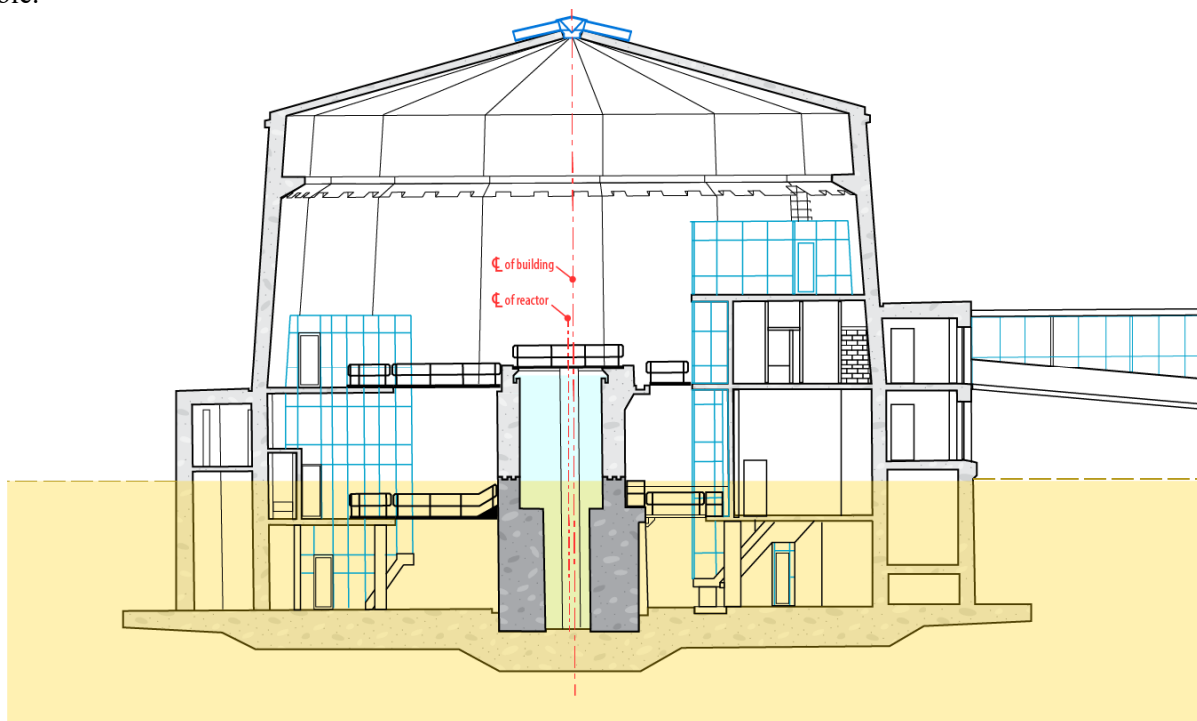 ℄ of building
℄ of reactor